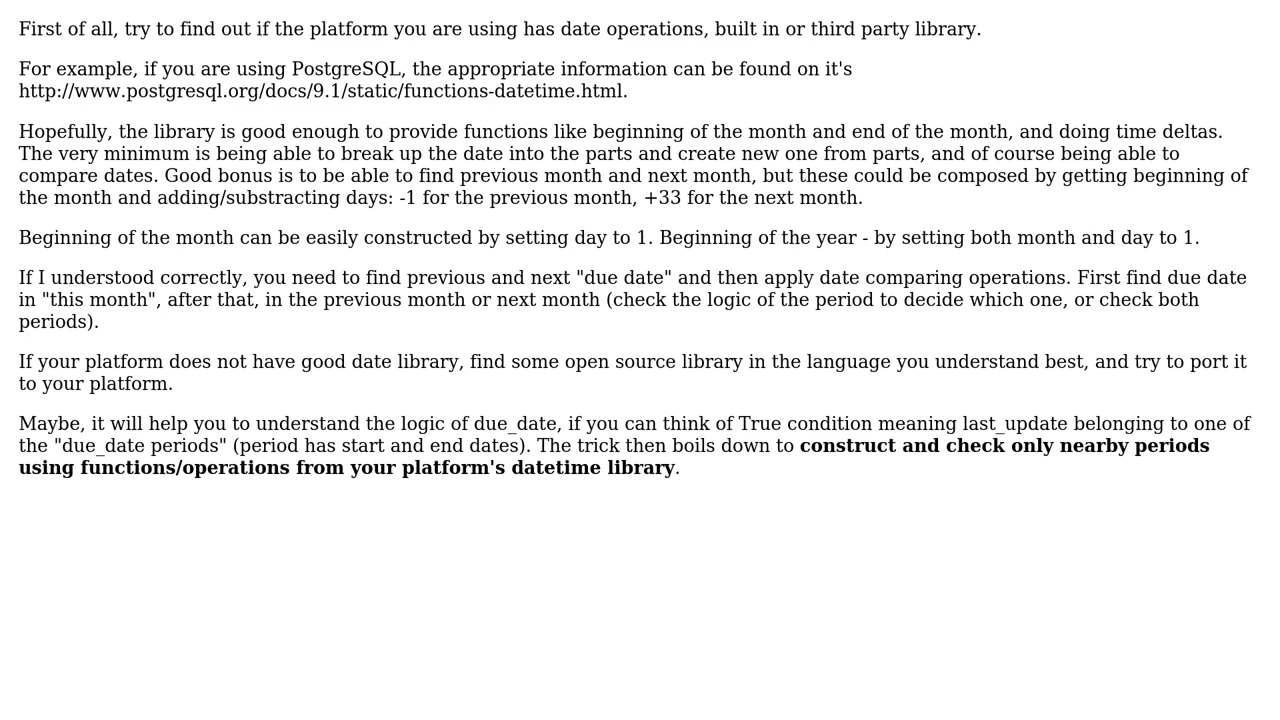 First of all, try to find out if the platform you are using has date operations, built in or third party library.
For example, if you are using PostgreSQL, the appropriate information can be found on it's
http://www.postgresql.org/docs/9.1/static/functions-datetime.html.
Hopefully, the library is good enough to provide functions like beginning of the month and end of the month, and doing time deltas.
The very minimum is being able to break up the date into the parts and create new one from parts, and of course being able to
compare dates. Good bonus is to be able to find previous month and next month, but these could be composed by getting beginning of
the month and adding/substracting days: -1 for the previous month, +33 for the next month.
Beginning of the month can be easily constructed by setting day to 1. Beginning of the year - by setting both month and day to 1.
If I understood correctly, you need to find previous and next "due date" and then apply date comparing operations. First find due date
in "this month", after that, in the previous month or next month (check the logic of the period to decide which one, or check both
periods).
If your platform does not have good date library, find some open source library in the language you understand best, and try to port it
to your platform.
Maybe, it will help you to understand the logic of due_date, if you can think of True condition meaning last_update belonging to one of
the "due_date periods" (period has start and end dates). The trick then boils down to construct and check only nearby periods
using functions/operations from your platform's datetime library.